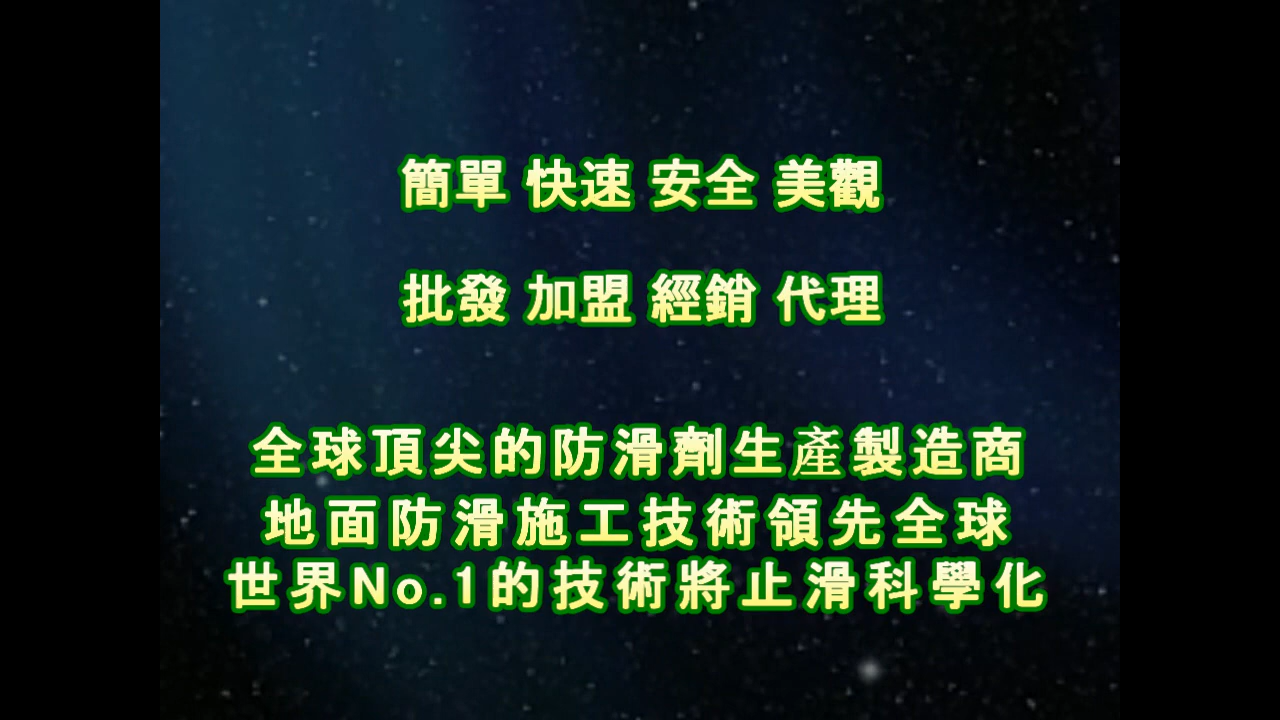 簡單 快速 安全 美觀
批發 加盟 經銷 代理
全球頂尖的防滑劑生產製造商
地面防滑施工技術領先全球
世界No.1的技術將止滑科學化